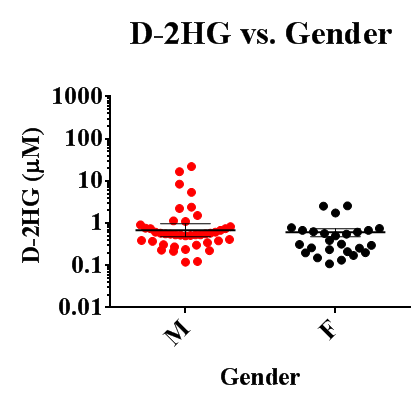 D-2HG vs. Gender
1000
100
10
1
0.1
0.01
D-2HG (μM)
M
F
Gender